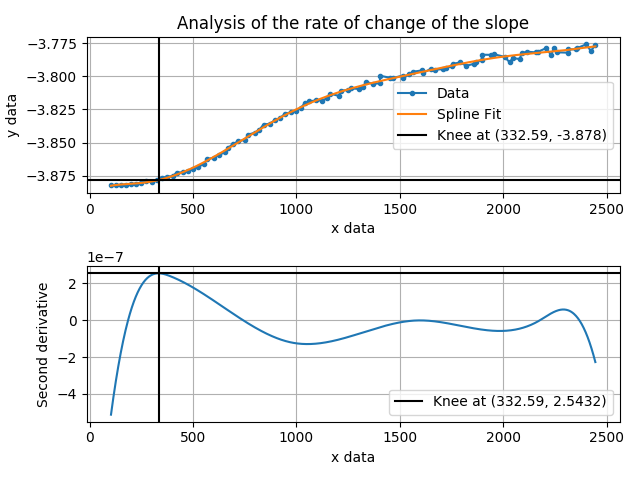 Analysis of the rate of change of the slope
−3.775
−3.800
−3.825
−3.850
−3.875
y data
Data
Spline Fit
Knee at (332.59, -3.878)
0 500 1000 1500 2000 2500
x data
1e−7
2
0
−2
−4
Second derivative
Knee at (332.59, 2.5432)
0 500 1000 1500 2000 2500
x data